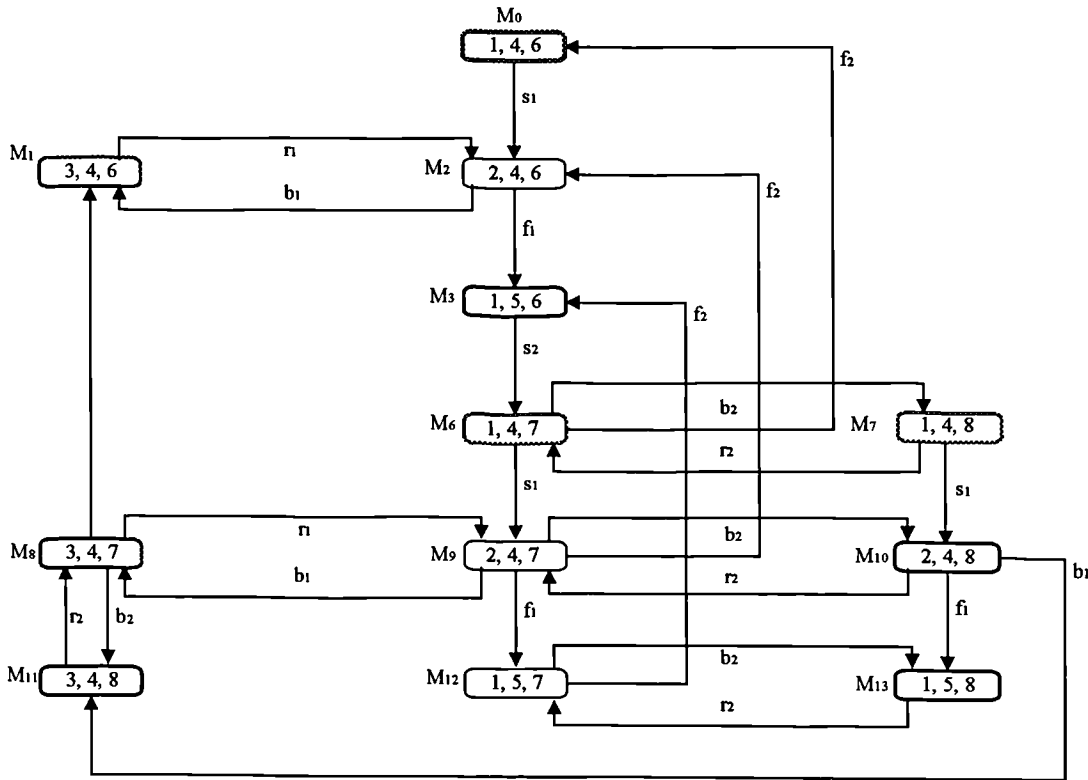 M₀
1, 4, 6
f₂
s₁
M₁
3, 4, 6
r₁
M₂
2, 4, 6
f₂
b₁
f₁
M₃
1, 5, 6
f₂
s₂
b₂
M₆
1, 4, 7
M₇
1, 4, 8
r₂
s₁
s₁
r₁
b₂
M₈
3, 4, 7
M₉
2, 4, 7
M₁₀
2, 4, 8
b₁
b₁
r₂
r₂
b₂
f₁
f₁
b₂
M₁₁
3, 4, 8
M₁₂
1, 5, 7
M₁₃
1, 5, 8
r₂